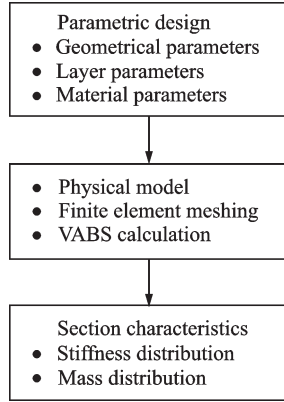 Parametric design
● Geometrical parameters
● Layer parameters
● Material parameters
● Physical model
● Finite element meshing
● VABS calculation
Section characteristics
● Stiffness distribution
● Mass distribution